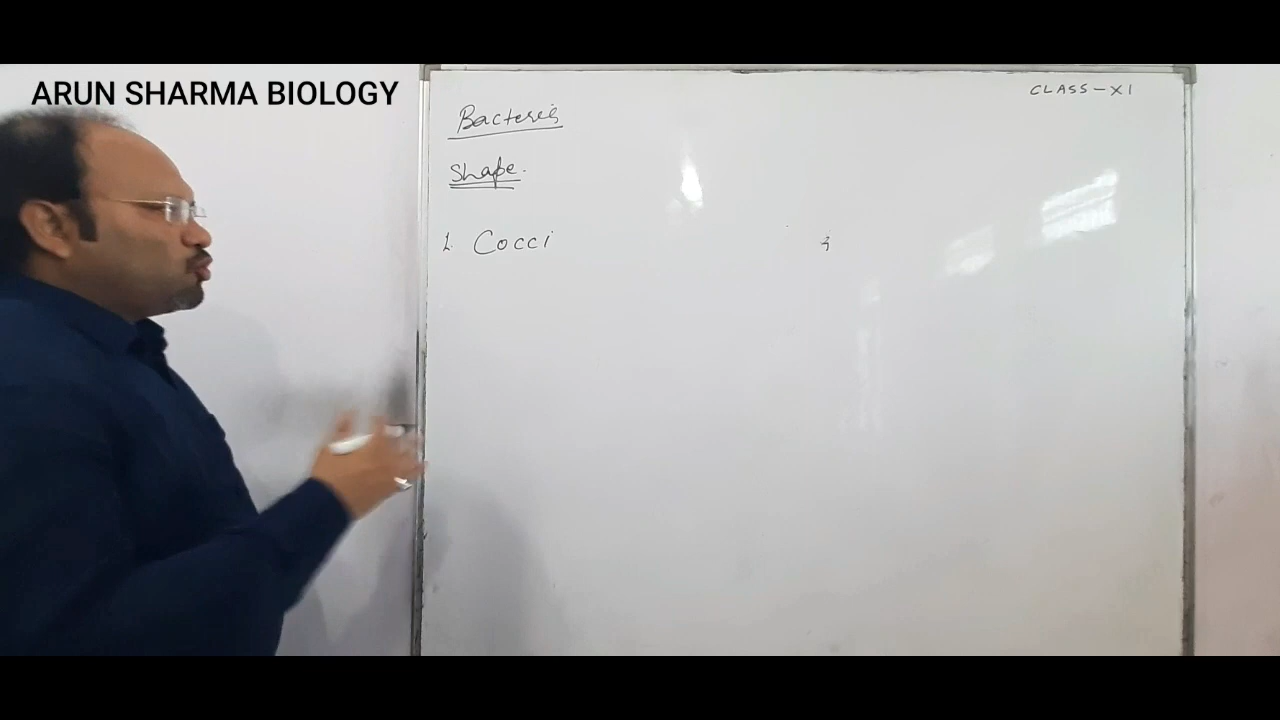 ARUN SHARMA BIOLOGY
CLASS-XI
Bacteria
Shape.
1. Cocci